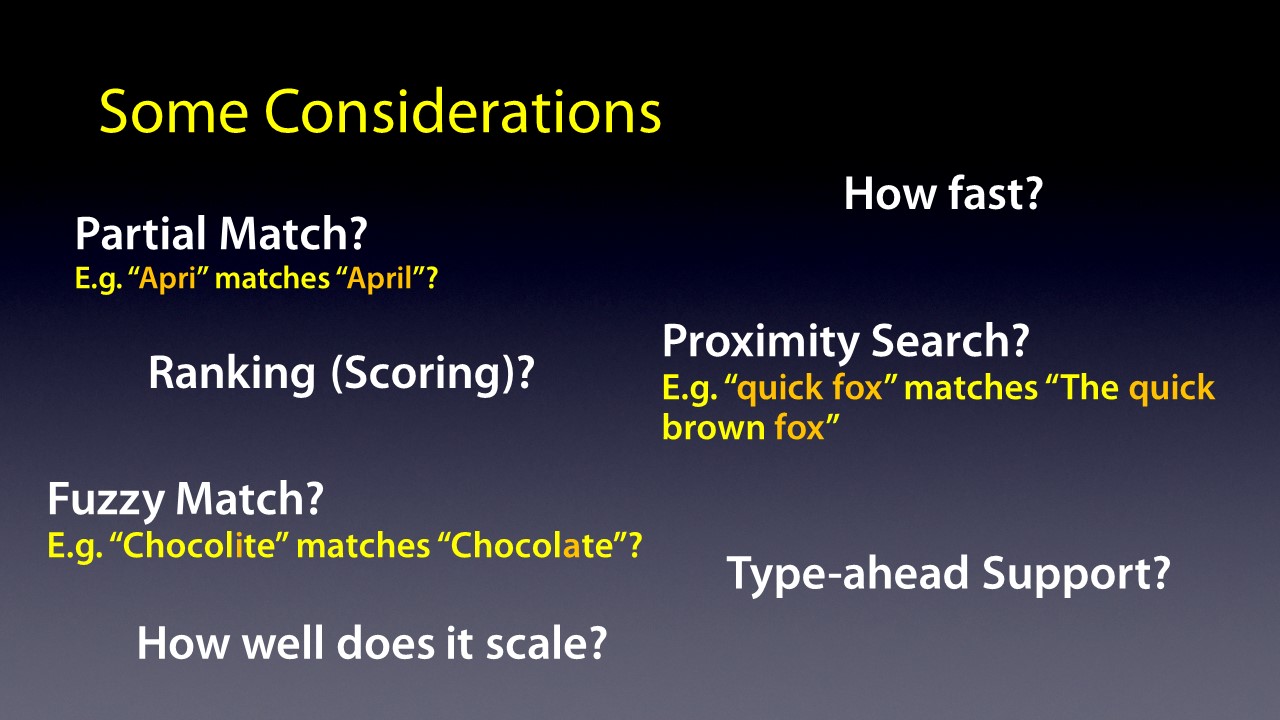 Some Considerations
How fast?
Partial Match?
E.g. “Apri” matches “April”?
Ranking (Scoring)?
Proximity Search?
E.g. “quick fox” matches “The quick
brown fox”
Fuzzy Match?
E.g. “Chocolite” matches “Chocolate”?
Type-ahead Support?
How well does it scale?